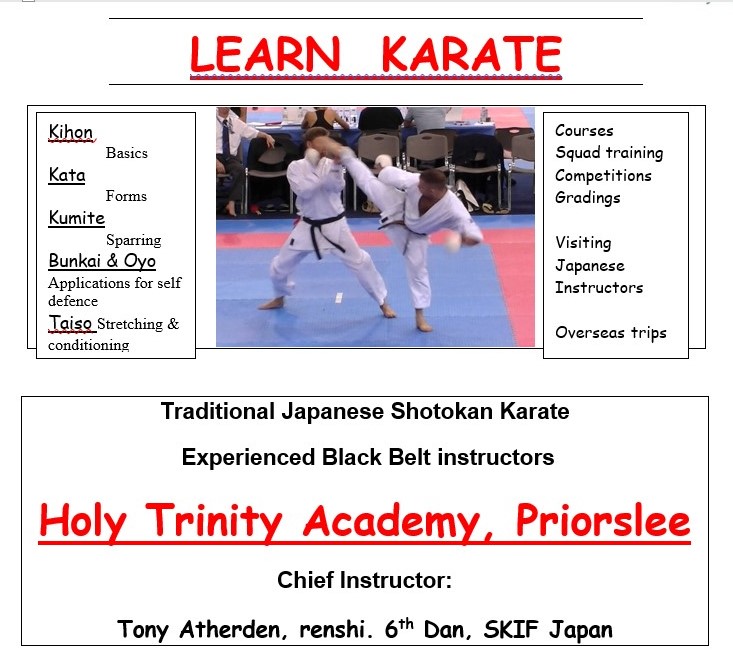 LEARN KARATE
Kihon
Basics
Kata
Forms
Kumite
Sparring
Bunkai & Oyo
Applications for self
defence
Taiso Stretching &
conditioning
Courses
Squad training
Competitions
Gradings
Visiting
Japanese
Instructors
Overseas trips
Traditional Japanese Shotokan Karate
Experienced Black Belt instructors
Holy Trinity Academy, Priorslee
Chief Instructor:
Tony Atherden, renshi. 6th Dan, SKIF Japan